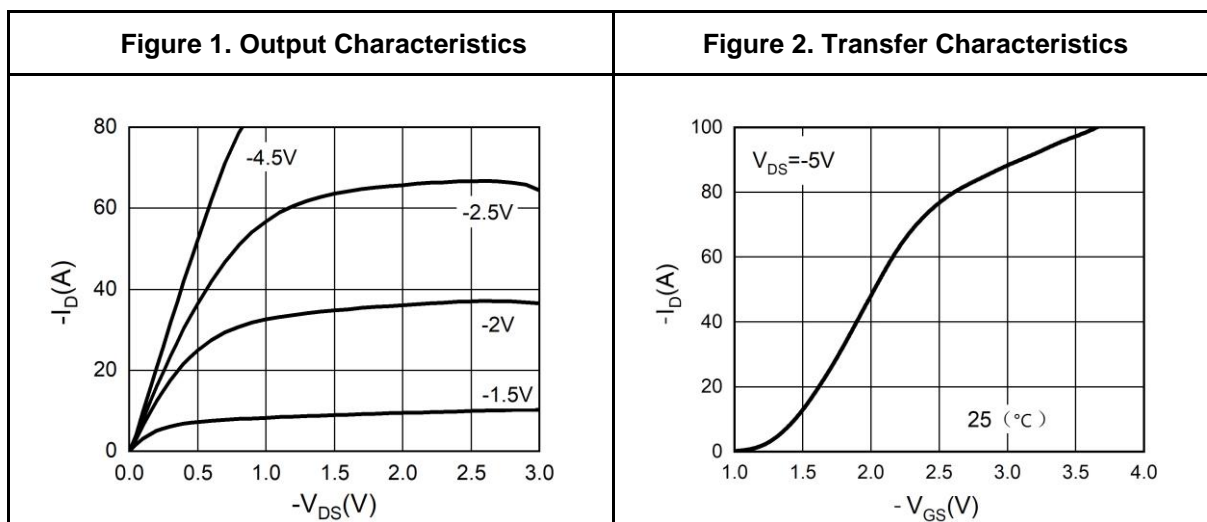 Figure 1. Output Characteristics
80
60
40
20
0
-I_D(A)
-4.5V
-2.5V
-2V
-1.5V
0.0 0.5 1.0 1.5 2.0 2.5 3.0
-V_DS(V)
Figure 2. Transfer Characteristics
100
80
60
40
20
0
-I_D(A)
V_DS=-5V
25（℃）
1.0 1.5 2.0 2.5 3.0 3.5 4.0
-V_GS(V)